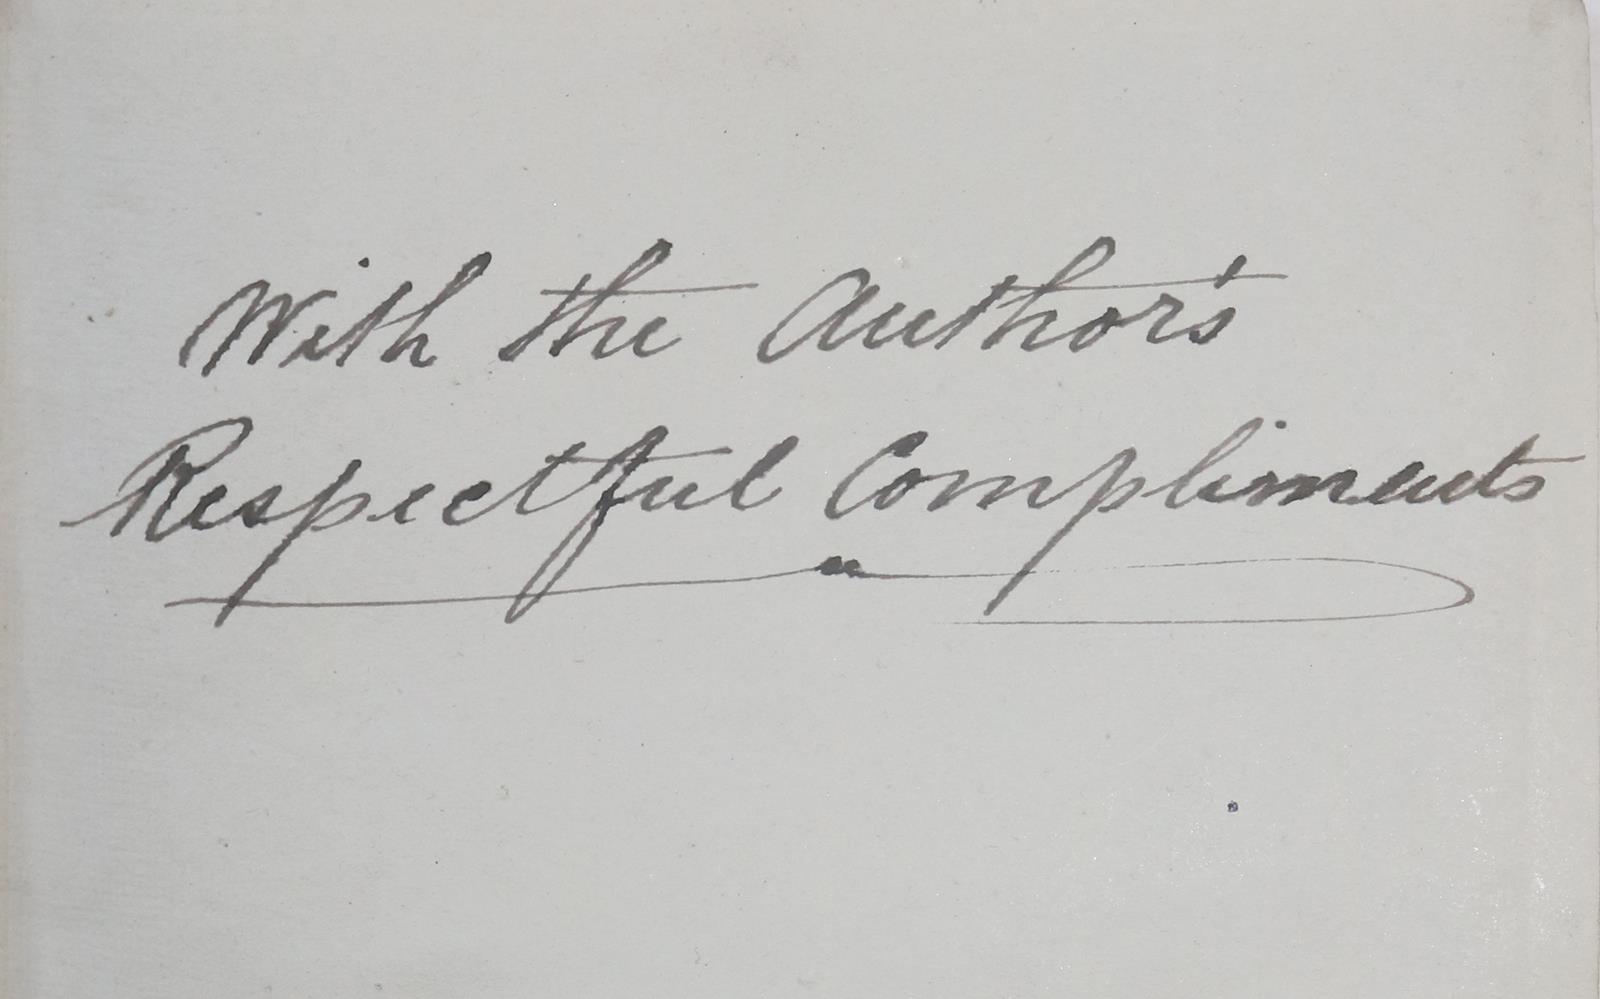 With the Author's
Respectful Compliments